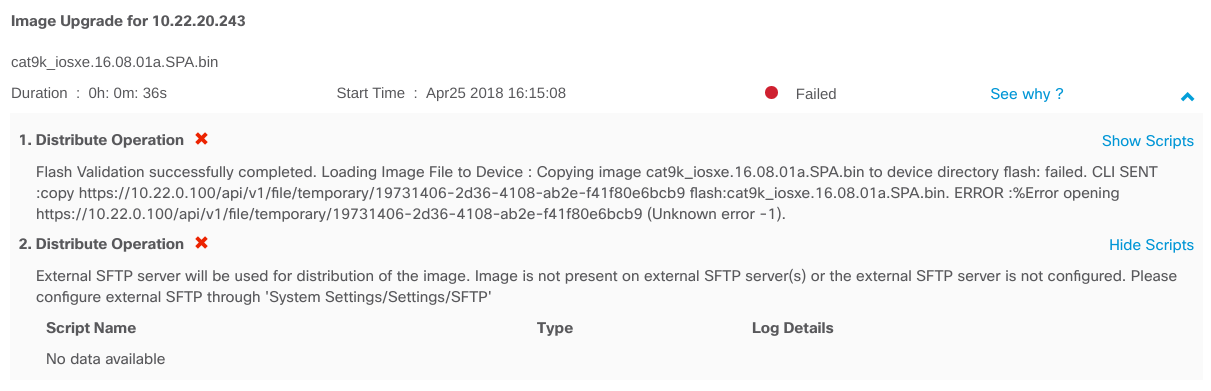 Image Upgrade for 10.22.20.243
cat9k_iosxe.16.08.01a.SPA.bin
Duration : 0h: 0m: 36s Start Time : Apr25 2018 16:15:08 Failed See why ?
1. Distribute Operation Show Scripts
Flash Validation successfully completed. Loading Image File to Device : Copying image cat9k_iosxe.16.08.01a.SPA.bin to device directory flash: failed. CLI SENT
:copy https://10.22.0.100/api/v1/file/temporary/19731406-2d36-4108-ab2e-f41f80e6bcb9 flash:cat9k_iosxe.16.08.01a.SPA.bin. ERROR :%Error opening
https://10.22.0.100/api/v1/file/temporary/19731406-2d36-4108-ab2e-f41f80e6bcb9 (Unknown error -1).
2. Distribute Operation Hide Scripts
External SFTP server will be used for distribution of the image. Image is not present on external SFTP server(s) or the external SFTP server is not configured. Please
configure external SFTP through 'System Settings/Settings/SFTP'
Script Name Type Log Details
No data available